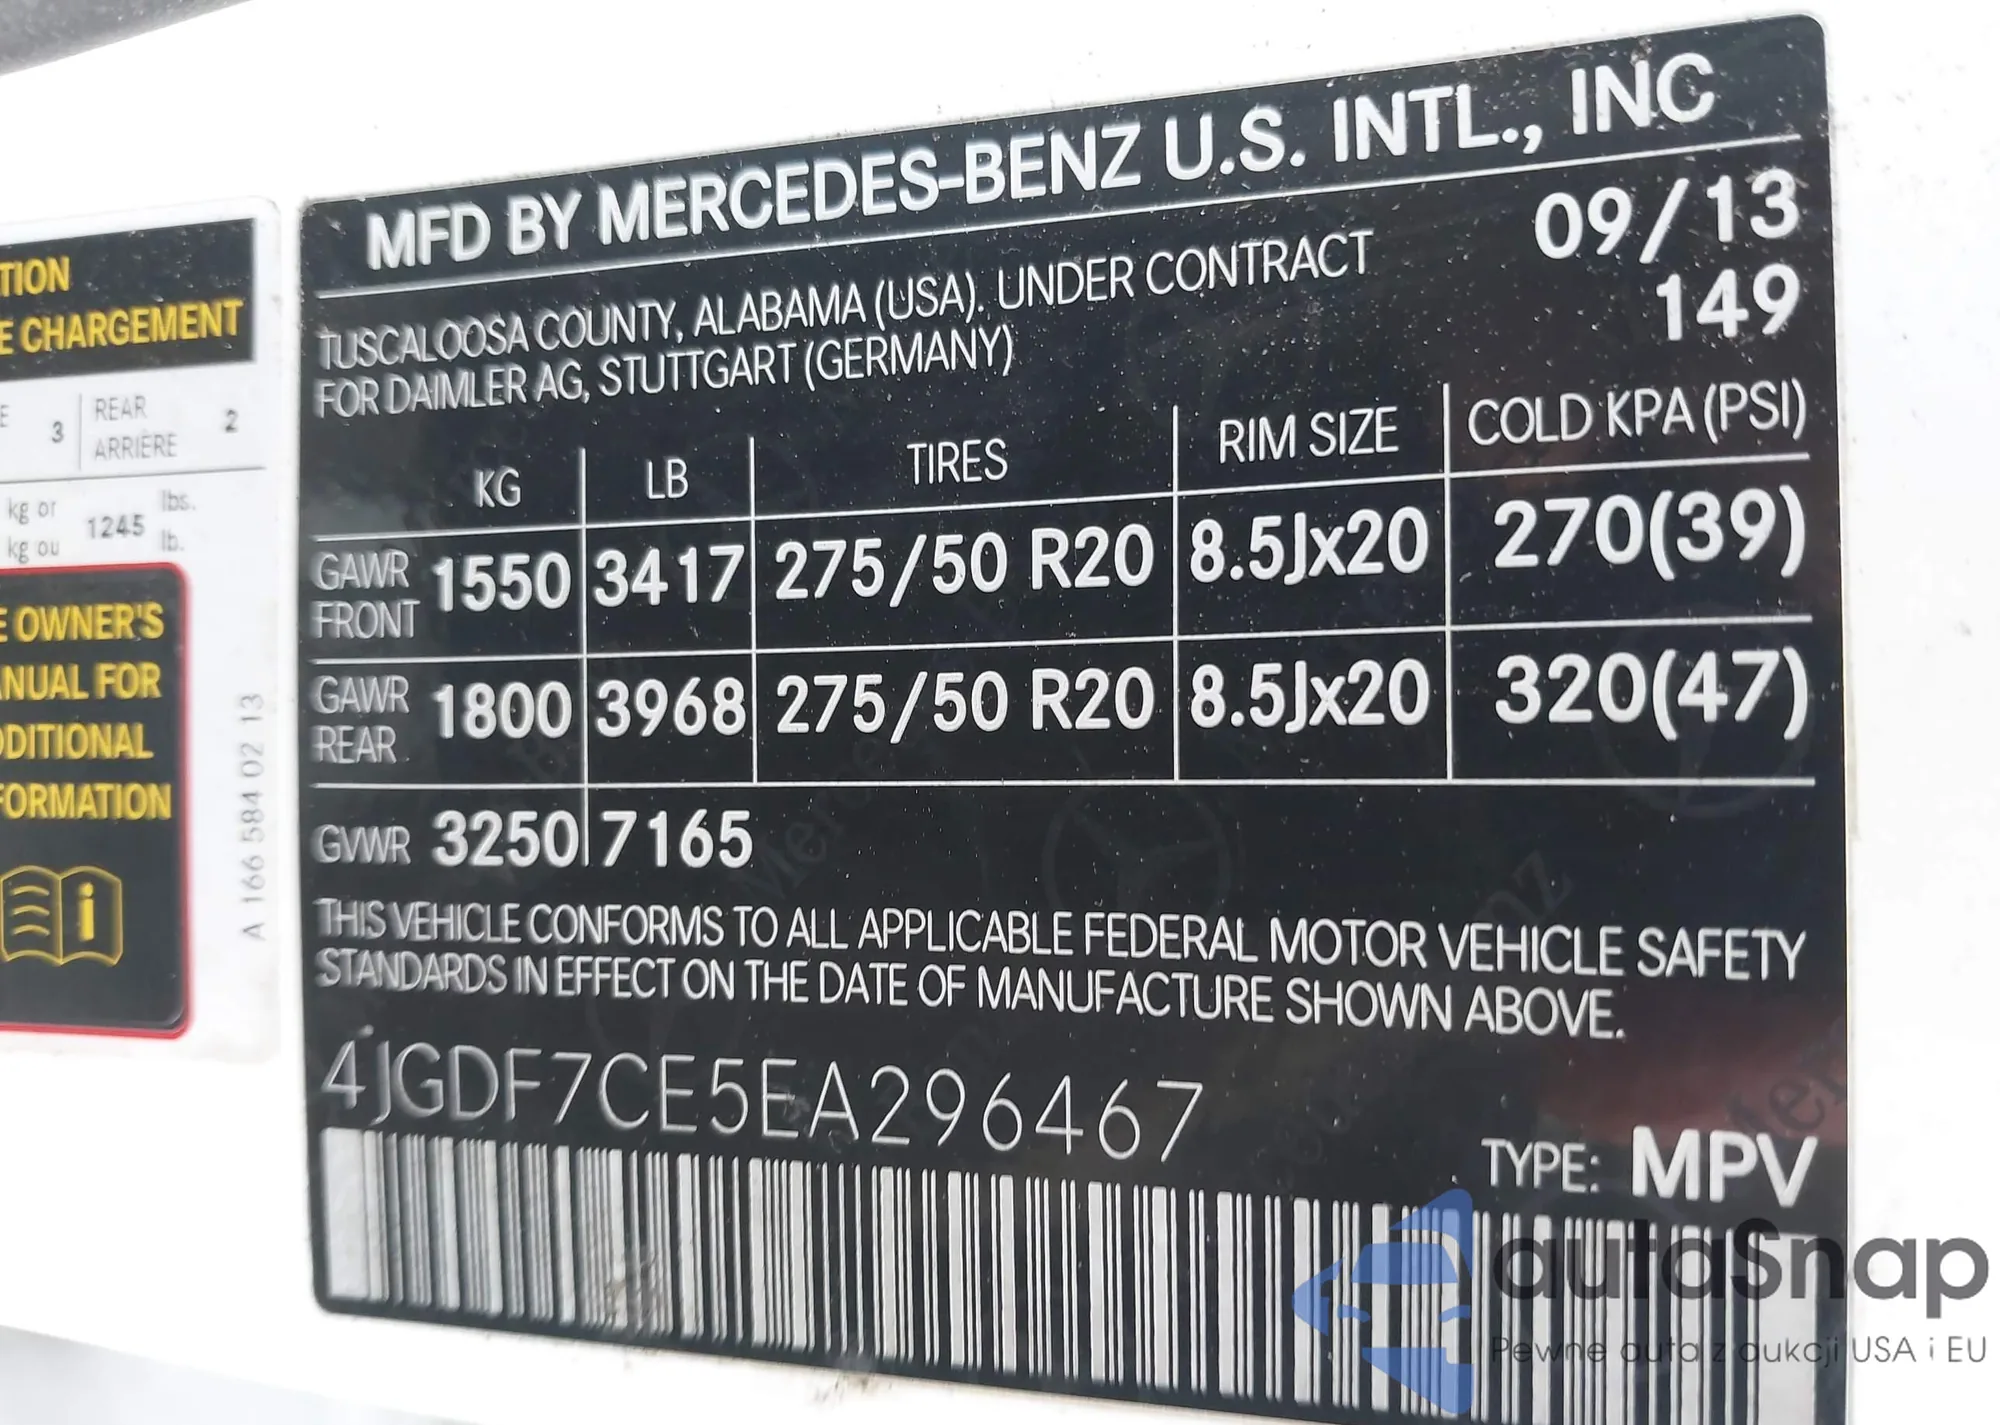 TION
E CHARGEMENT
E 3 REAR 2
ARRIÈRE
kg or 1245 lbs.
kg ou lb.
E OWNER'S
ANUAL FOR
DDITIONAL
FORMATION
A 166 584 02 13
MFD BY MERCEDES-BENZ U.S. INTL., INC
TUSCALOOSA COUNTY, ALABAMA (USA). UNDER CONTRACT 09/13
FOR DAIMLER AG, STUTTGART (GERMANY) 149
KG LB TIRES RIM SIZE COLD KPA (PSI)
GAWR FRONT 1550 3417 275/50 R20 8.5Jx20 270(39)
GAWR REAR 1800 3968 275/50 R20 8.5Jx20 320(47)
GVWR 3250 7165
THIS VEHICLE CONFORMS TO ALL APPLICABLE FEDERAL MOTOR VEHICLE SAFETY
STANDARDS IN EFFECT ON THE DATE OF MANUFACTURE SHOWN ABOVE.
4JGDF7CE5EA296467
TYPE: MPV
autaSnap
Pewne auta z aukcji USA i EU